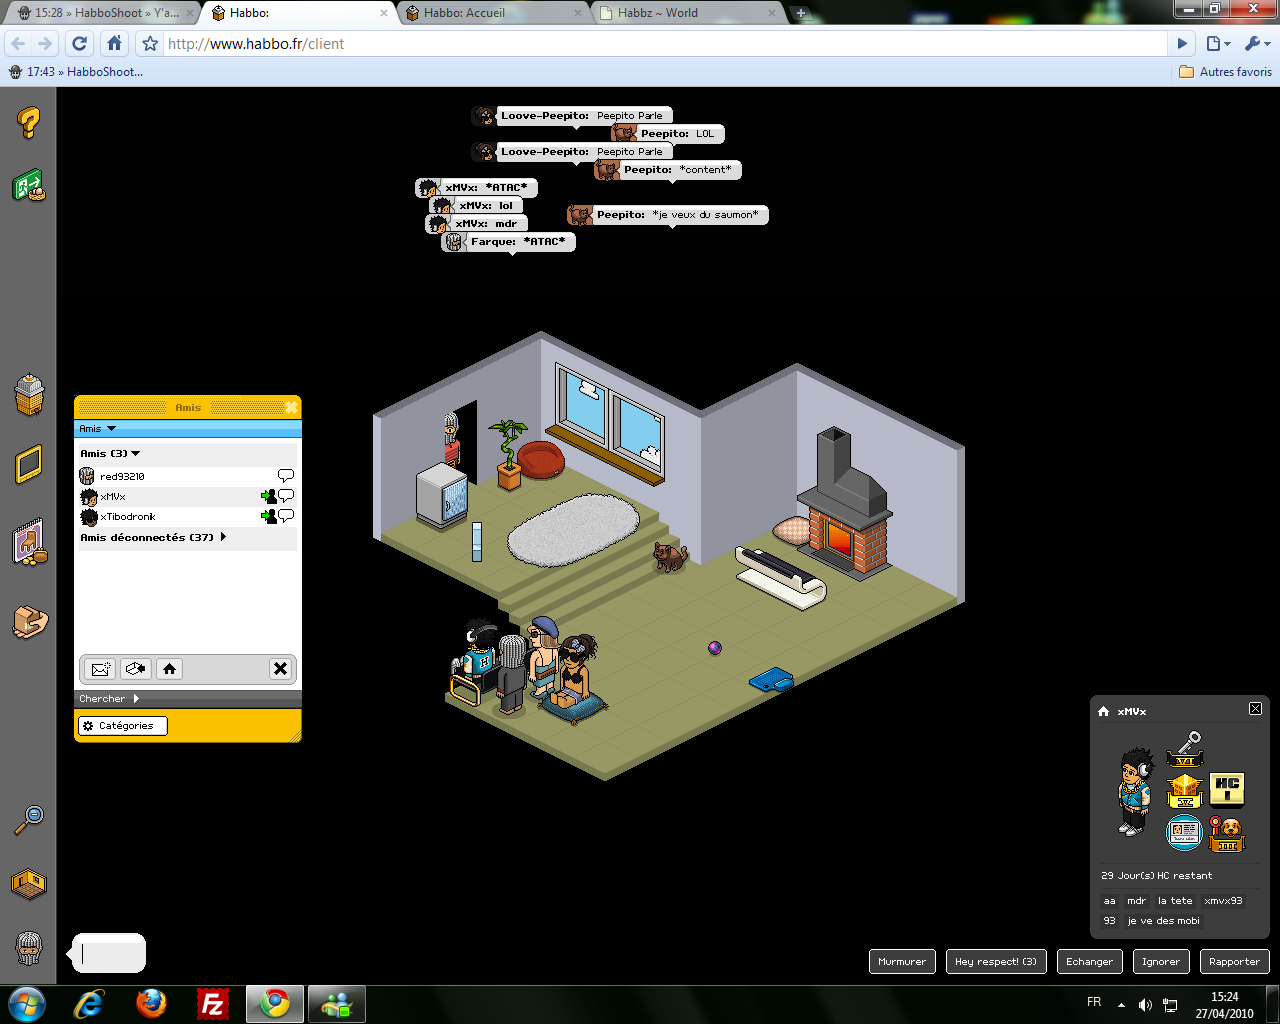 15:28 » HabboShoot » Y'a...
Habbo:
Habbo: Accueil
Habbz ~ World
http://www.habbo.fr/client
17:43 » HabboShoot...
Autres favoris
Loove-Peepito: Peepito Parle
Peepito: LOL
Loove-Peepito: Peepito Parle
Peepito: *content*
xMVx: *ATAC*
xMVx: lol
Peepito: *je veux du saumon*
xMVx: mdr
Farque: *ATAC*
Amis
Amis
Amis (3)
red93210
xMVx
xTibodronik
Amis déconnectés (37)
Chercher
Catégories
xMVx
HC
I
29 Jour(s) HC restant
aa mdr la tete xmvx93
93 je ve des mobi
Murmurer
Hey respect! (3)
Echanger
Ignorer
Rapporter
Fz
FR
15:24
27/04/2010